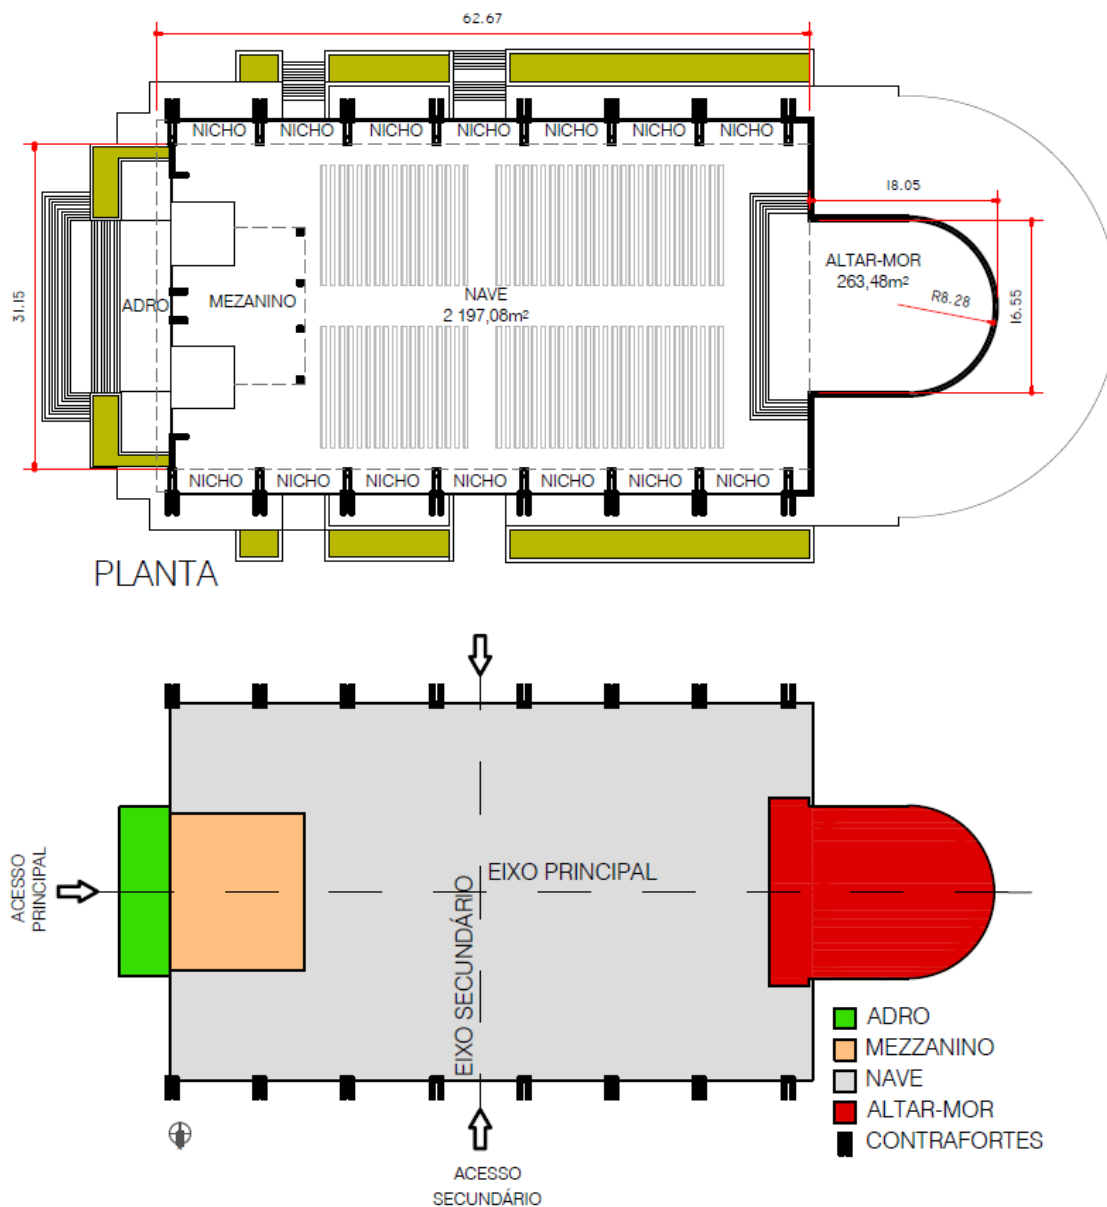 62.67
NICHO NICHO NICHO NICHO NICHO NICHO NICHO
18.05
ALTAR-MOR
263,48m²
R8.28
16.55
31.15
ADRO
MEZANINO
NAVE
2 197,08m²
NICHO NICHO NICHO NICHO NICHO NICHO NICHO
PLANTA
ACESSO
PRINCIPAL
EIXO PRINCIPAL
EIXO SECUNDÁRIO
ADRO
MEZZANINO
NAVE
ALTAR-MOR
CONTRAFORTES
ACESSO
SECUNDÁRIO